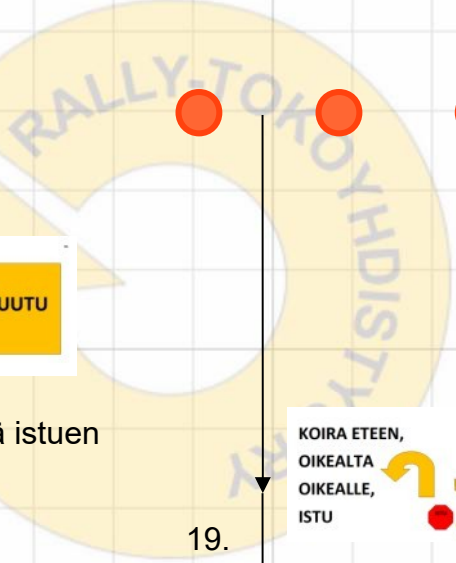 RALLY-TOKOYHDISTYS RY
UUTU
ä istuen
KOIRA ETEEN,
OIKEALTA
OIKEALLE,
ISTU
19.